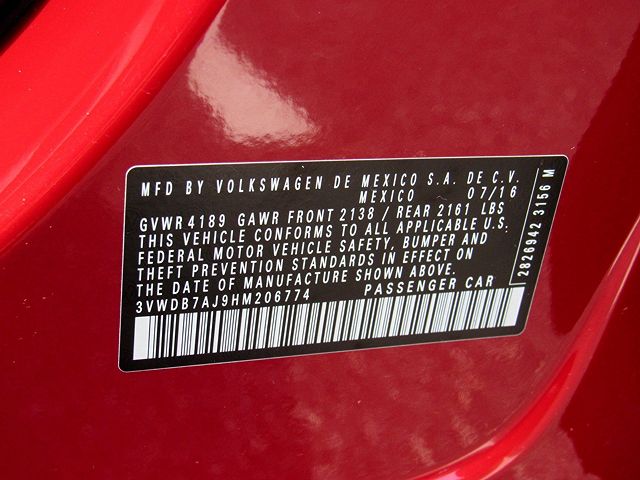 MFD BY VOLKSWAGEN DE MEXICO S.A. DE C.V.
MEXICO 07/16
GVWR 4189 GAWR FRONT 2138 / REAR 2161 LBS
THIS VEHICLE CONFORMS TO ALL APPLICABLE U.S.
FEDERAL MOTOR VEHICLE SAFETY, BUMPER AND
THEFT PREVENTION STANDARDS IN EFFECT ON
THE DATE OF MANUFACTURE SHOWN ABOVE.
3VWDB7AJ9HM206774 PASSENGER CAR
2826942 3156 M